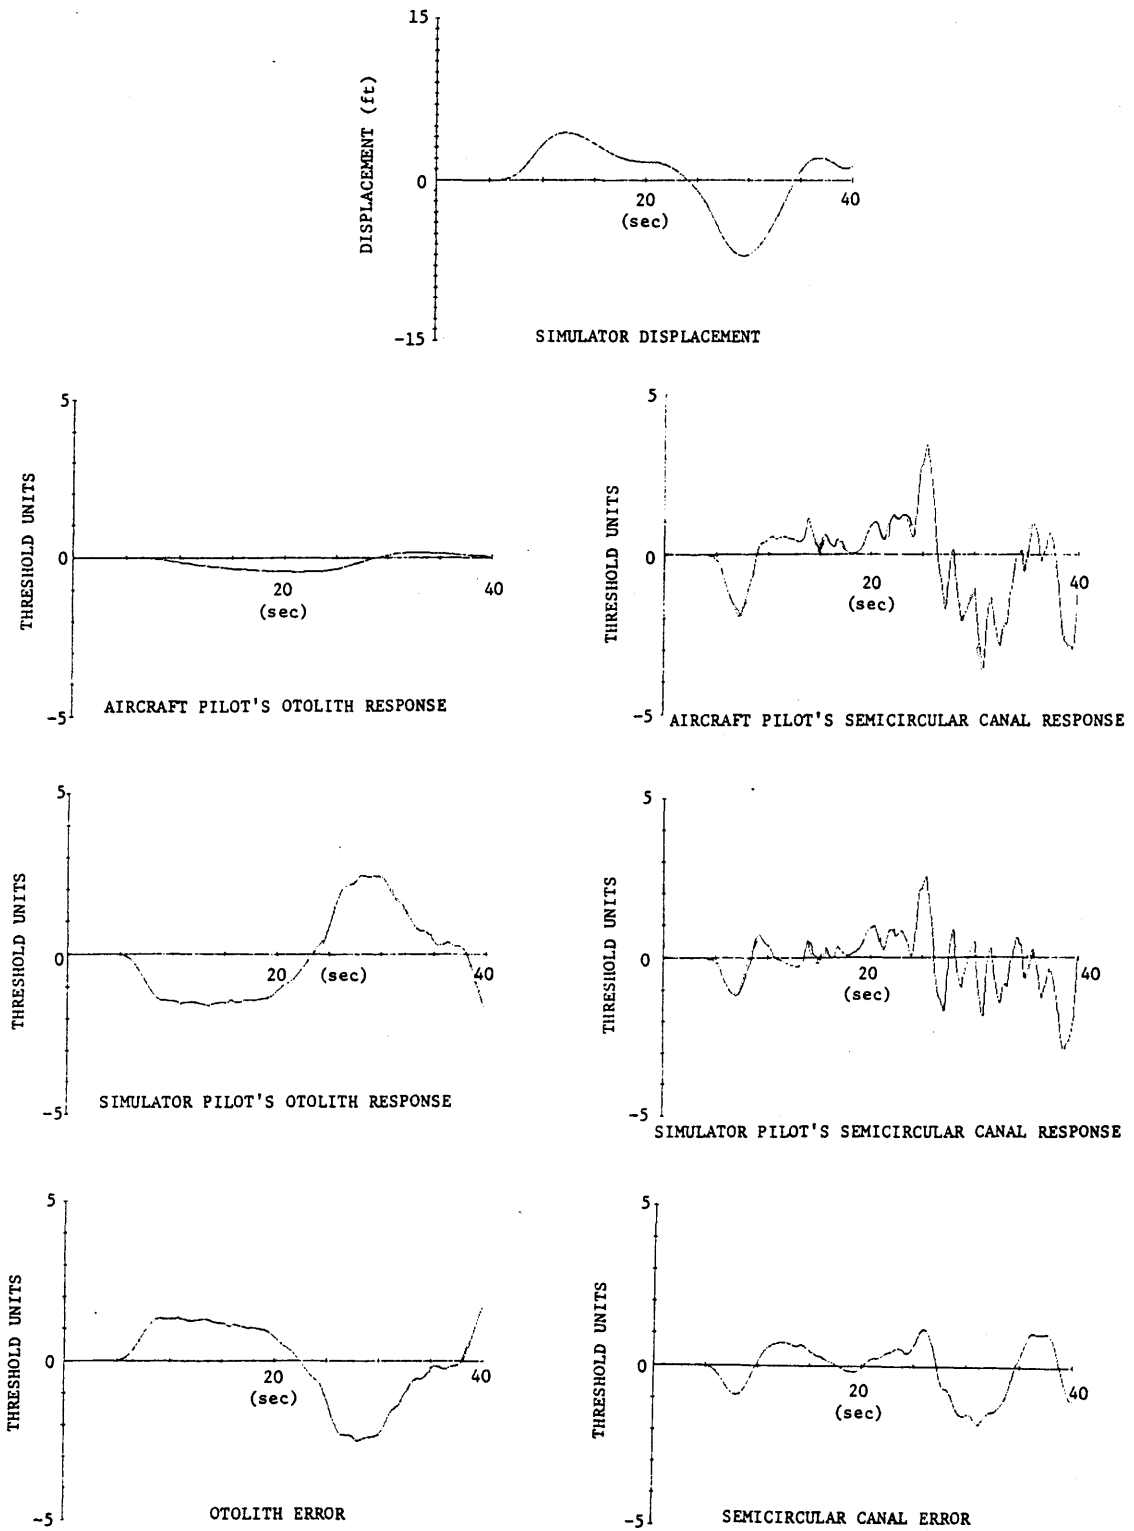 15
DISPLACEMENT (ft)
0
20
40
(sec)
-15
SIMULATOR DISPLACEMENT
5
THRESHOLD UNITS
0
20
40
(sec)
-5
AIRCRAFT PILOT'S OTOLITH RESPONSE
5
THRESHOLD UNITS
0
20
40
(sec)
-5
AIRCRAFT PILOT'S SEMICIRCULAR CANAL RESPONSE
5
THRESHOLD UNITS
0
20
(sec)
40
-5
SIMULATOR PILOT'S OTOLITH RESPONSE
5
THRESHOLD UNITS
0
20
40
(sec)
-5
SIMULATOR PILOT'S SEMICIRCULAR CANAL RESPONSE
5
THRESHOLD UNITS
0
20
40
(sec)
-5
OTOLITH ERROR
5
THRESHOLD UNITS
0
20
40
(sec)
-5
SEMICIRCULAR CANAL ERROR